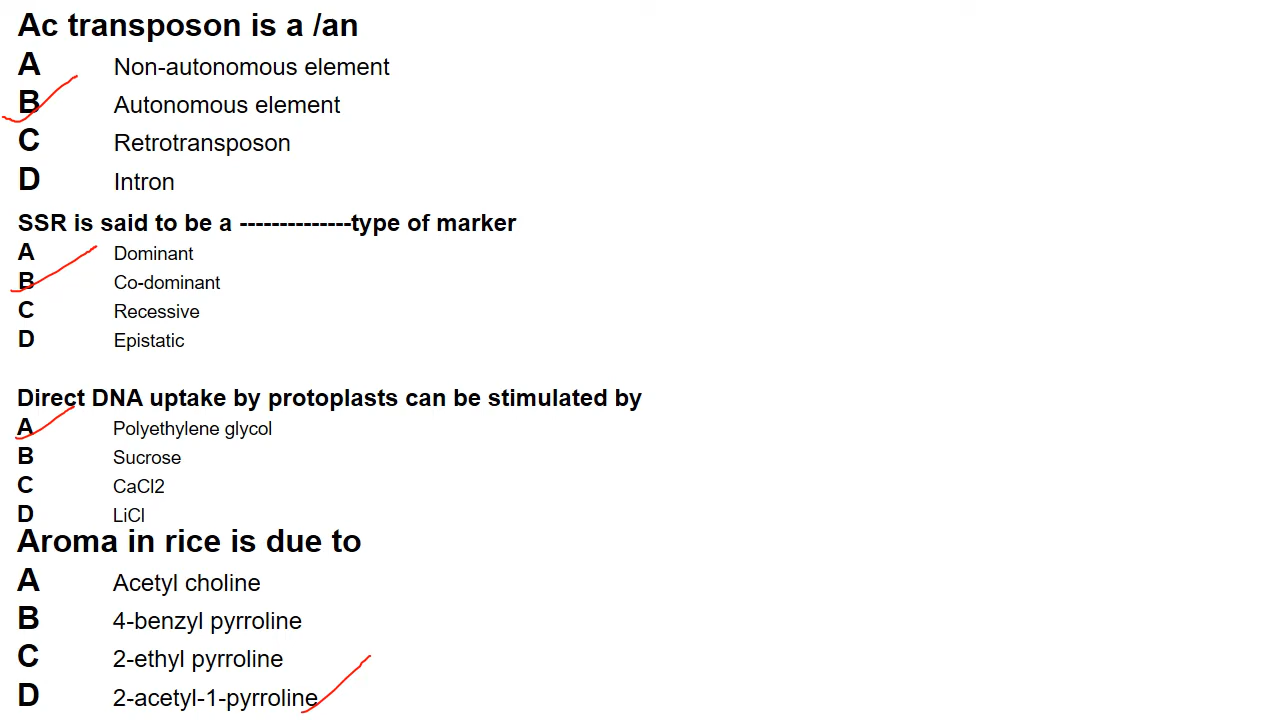 Ac transposon is a /an
A Non-autonomous element
B Autonomous element
C Retrotransposon
D Intron
SSR is said to be a --------------type of marker
A Dominant
B Co-dominant
C Recessive
D Epistatic
Direct DNA uptake by protoplasts can be stimulated by
A Polyethylene glycol
B Sucrose
C CaCl2
D LiCl
Aroma in rice is due to
A Acetyl choline
B 4-benzyl pyrroline
C 2-ethyl pyrroline
D 2-acetyl-1-pyrroline